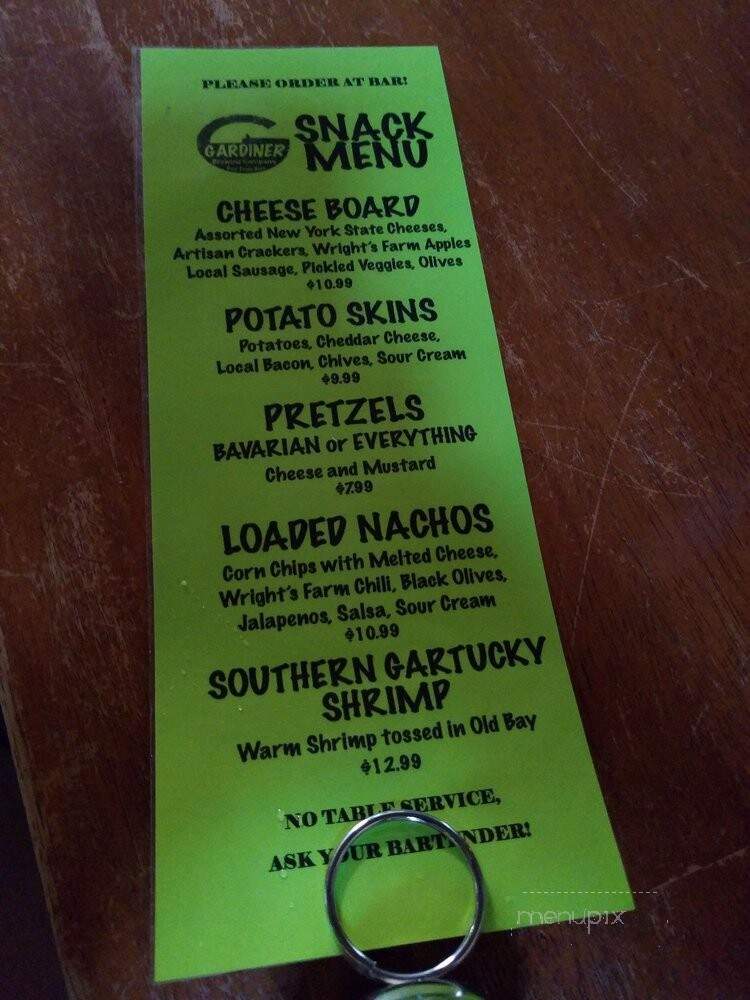 PLEASE ORDER AT BAR!
GARDINER
Brewing Company
SNACK
MENU
CHEESE BOARD
Assorted New York State Cheeses,
Artisan Crackers, Wright's Farm Apples
Local Sausage, Pickled Veggies, Olives
$10.99
POTATO SKINS
Potatoes, Cheddar Cheese,
Local Bacon, Chives, Sour Cream
$9.99
PRETZELS
BAVARIAN or EVERYTHING
Cheese and Mustard
$7.99
LOADED NACHOS
Corn Chips with Melted Cheese,
Wright's Farm Chili, Black Olives,
Jalapenos, Salsa, Sour Cream
$10.99
SOUTHERN GARTUCKY
SHRIMP
Warm Shrimp tossed in Old Bay
$12.99
NO TABLE SERVICE,
ASK YOUR BARTENDER!
menupix